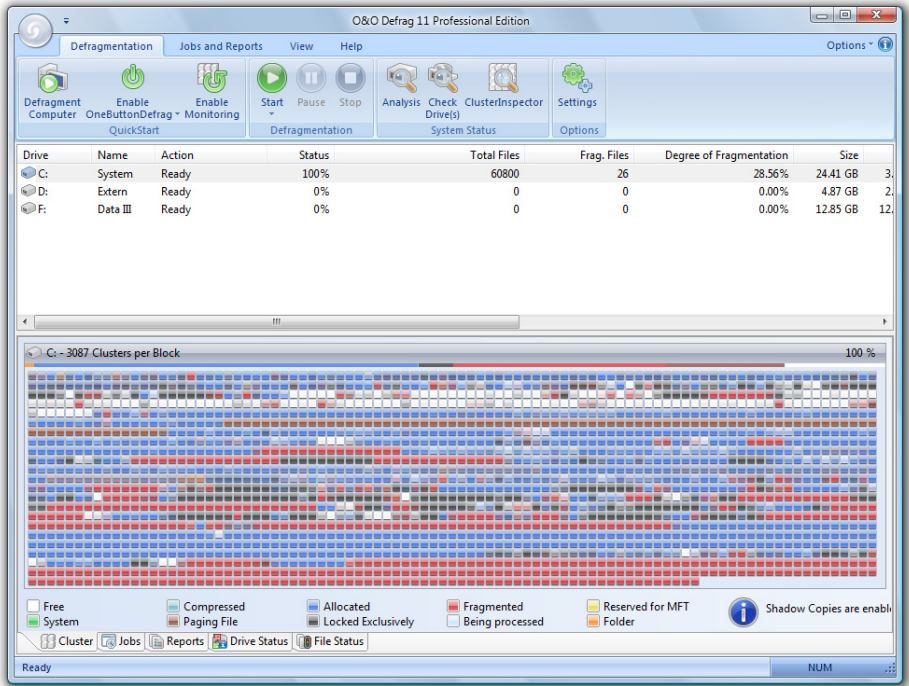 O&O Defrag 11 Professional Edition
Defragmentation Jobs and Reports View Help Options
Defragment Computer Enable OneButtonDefrag Enable Monitoring Start Pause Stop Analysis Check Drive(s) ClusterInspector Settings
QuickStart Defragmentation System Status Options
Drive Name Action Status Total Files Frag. Files Degree of Fragmentation Size
C: System Ready 100% 60800 26 28.56% 24.41 GB 3.
D: Extern Ready 0% 0 0 0.00% 4.87 GB 2.
F: Data III Ready 0% 0 0 0.00% 12.85 GB 12.
C: - 3087 Clusters per Block 100 %
Free Compressed Allocated Fragmented Reserved for MFT Shadow Copies are enable
System Paging File Locked Exclusively Being processed Folder
Cluster Jobs Reports Drive Status File Status
Ready NUM